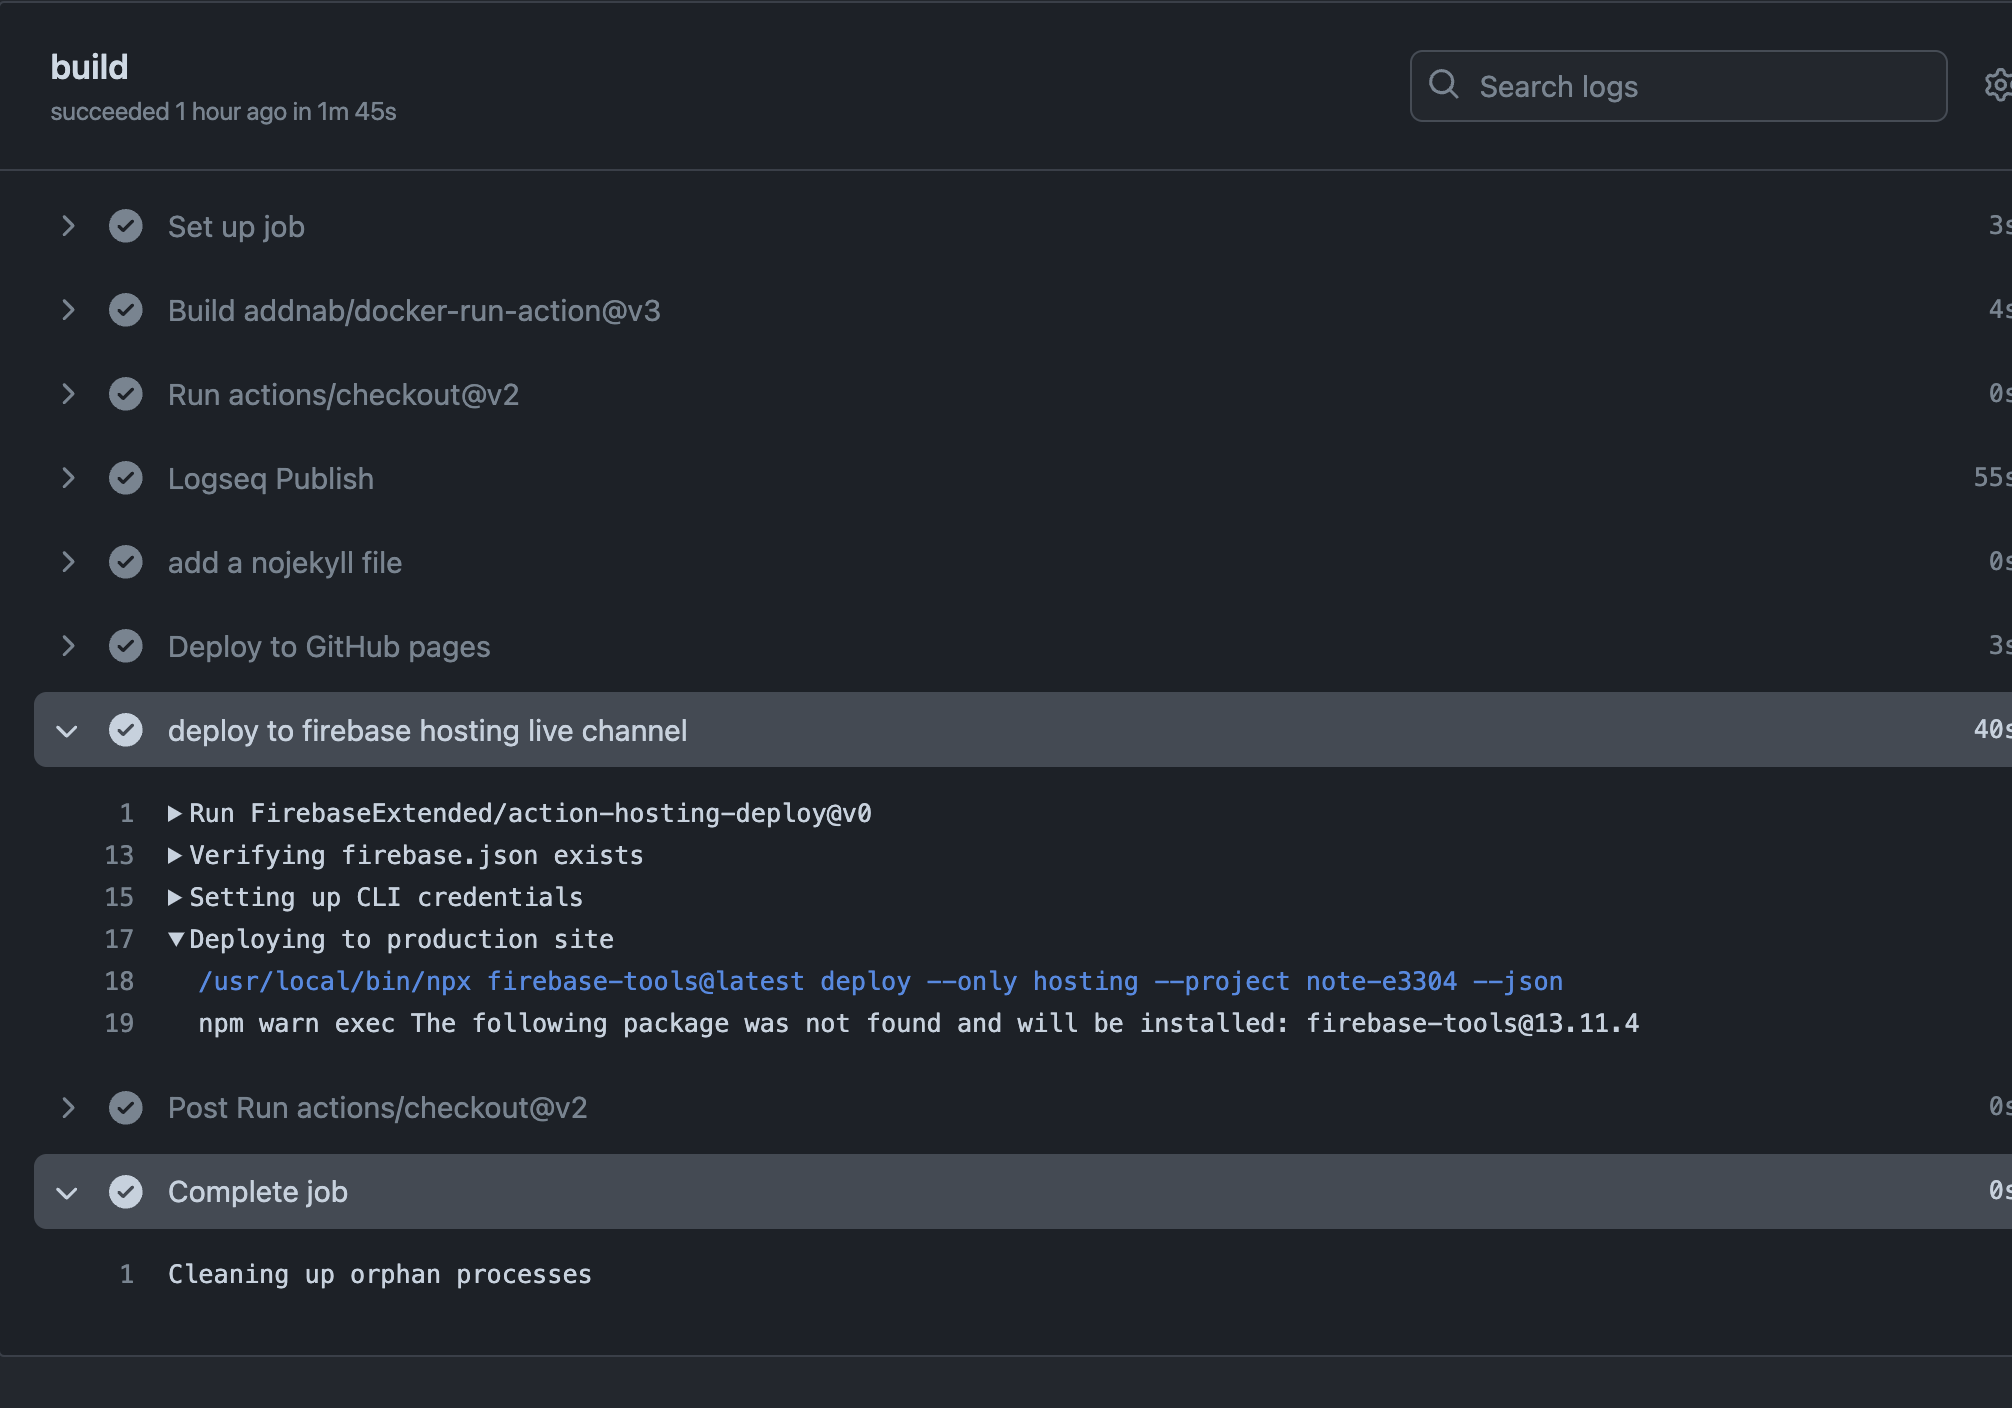 build
succeeded 1 hour ago in 1m 45s
Search logs
Set up job
3s
Build addnab/docker-run-action@v3
4s
Run actions/checkout@v2
0s
Logseq Publish
55s
add a nojekyll file
0s
Deploy to GitHub pages
3s
deploy to firebase hosting live channel
40s
1 ▶Run FirebaseExtended/action-hosting-deploy@v0
13 ▶Verifying firebase.json exists
15 ▶Setting up CLI credentials
17 ▼Deploying to production site
18 /usr/local/bin/npx firebase-tools@latest deploy --only hosting --project note-e3304 --json
19 npm warn exec The following package was not found and will be installed: firebase-tools@13.11.4
Post Run actions/checkout@v2
0s
Complete job
0s
1 Cleaning up orphan processes